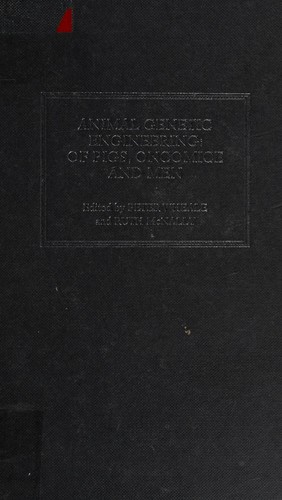 ANIMAL GENETIC
ENGINEERING:
OF PIGS, ONCOMICE
AND MEN
Edited by PETER WHEALE
and RUTH McNALLY